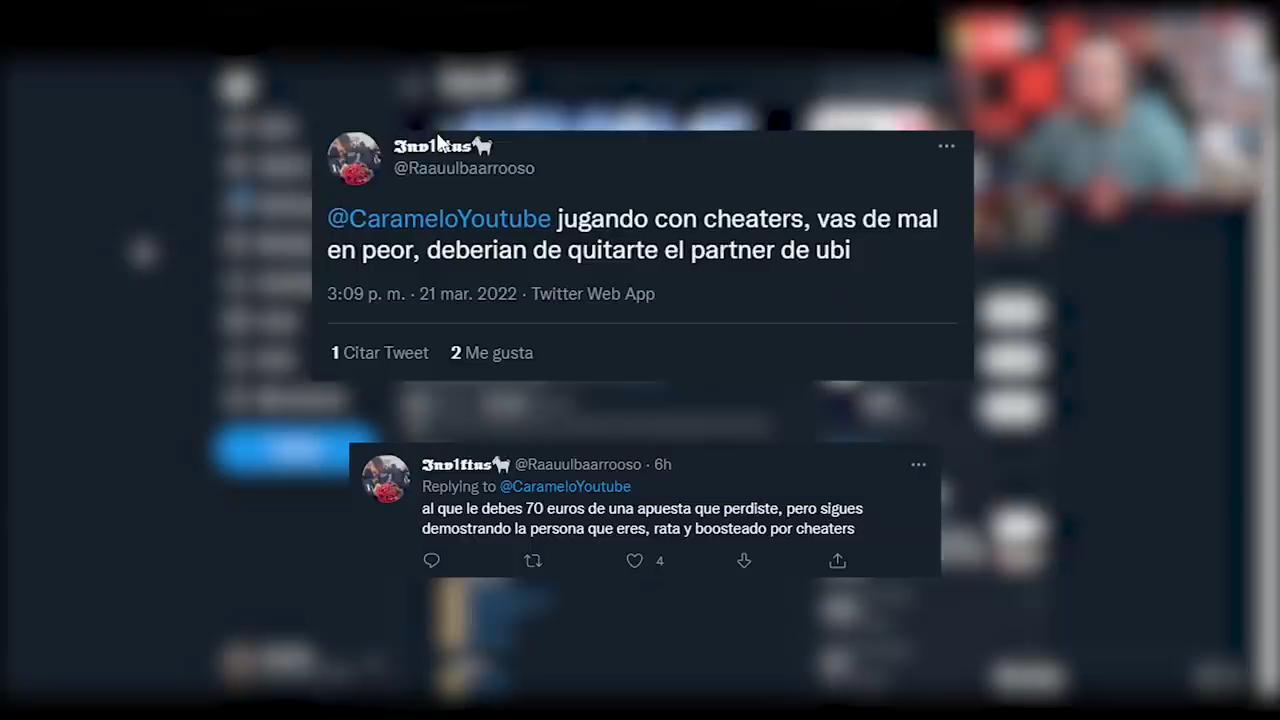 𝕴𝖓𝖛1𝖋𝖙𝖚𝖘🐐
@Raauulbaarrooso
@CarameloYoutube jugando con cheaters, vas de mal
en peor, deberian de quitarte el partner de ubi
3:09 p. m. · 21 mar. 2022 · Twitter Web App
1 Citar Tweet 2 Me gusta
𝕴𝖓𝖛1𝖋𝖙𝖚𝖘🐐 @Raauulbaarrooso · 6h
Replying to @CarameloYoutube
al que le debes 70 euros de una apuesta que perdiste, pero sigues
demostrando la persona que eres, rata y boosteado por cheaters
4